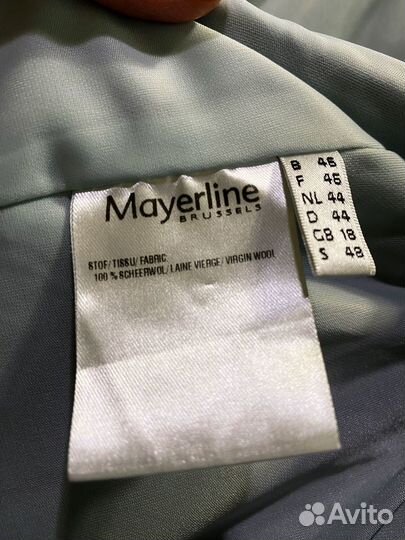 Mayerline
BRUSSELS
STOF/TISSU/FABRIC
100 % SCHEERWOL/LAINE VIERGE/VIRGIN WOOL
B 46
F 46
NL 44
D 44
GB 18
S 48
Avito